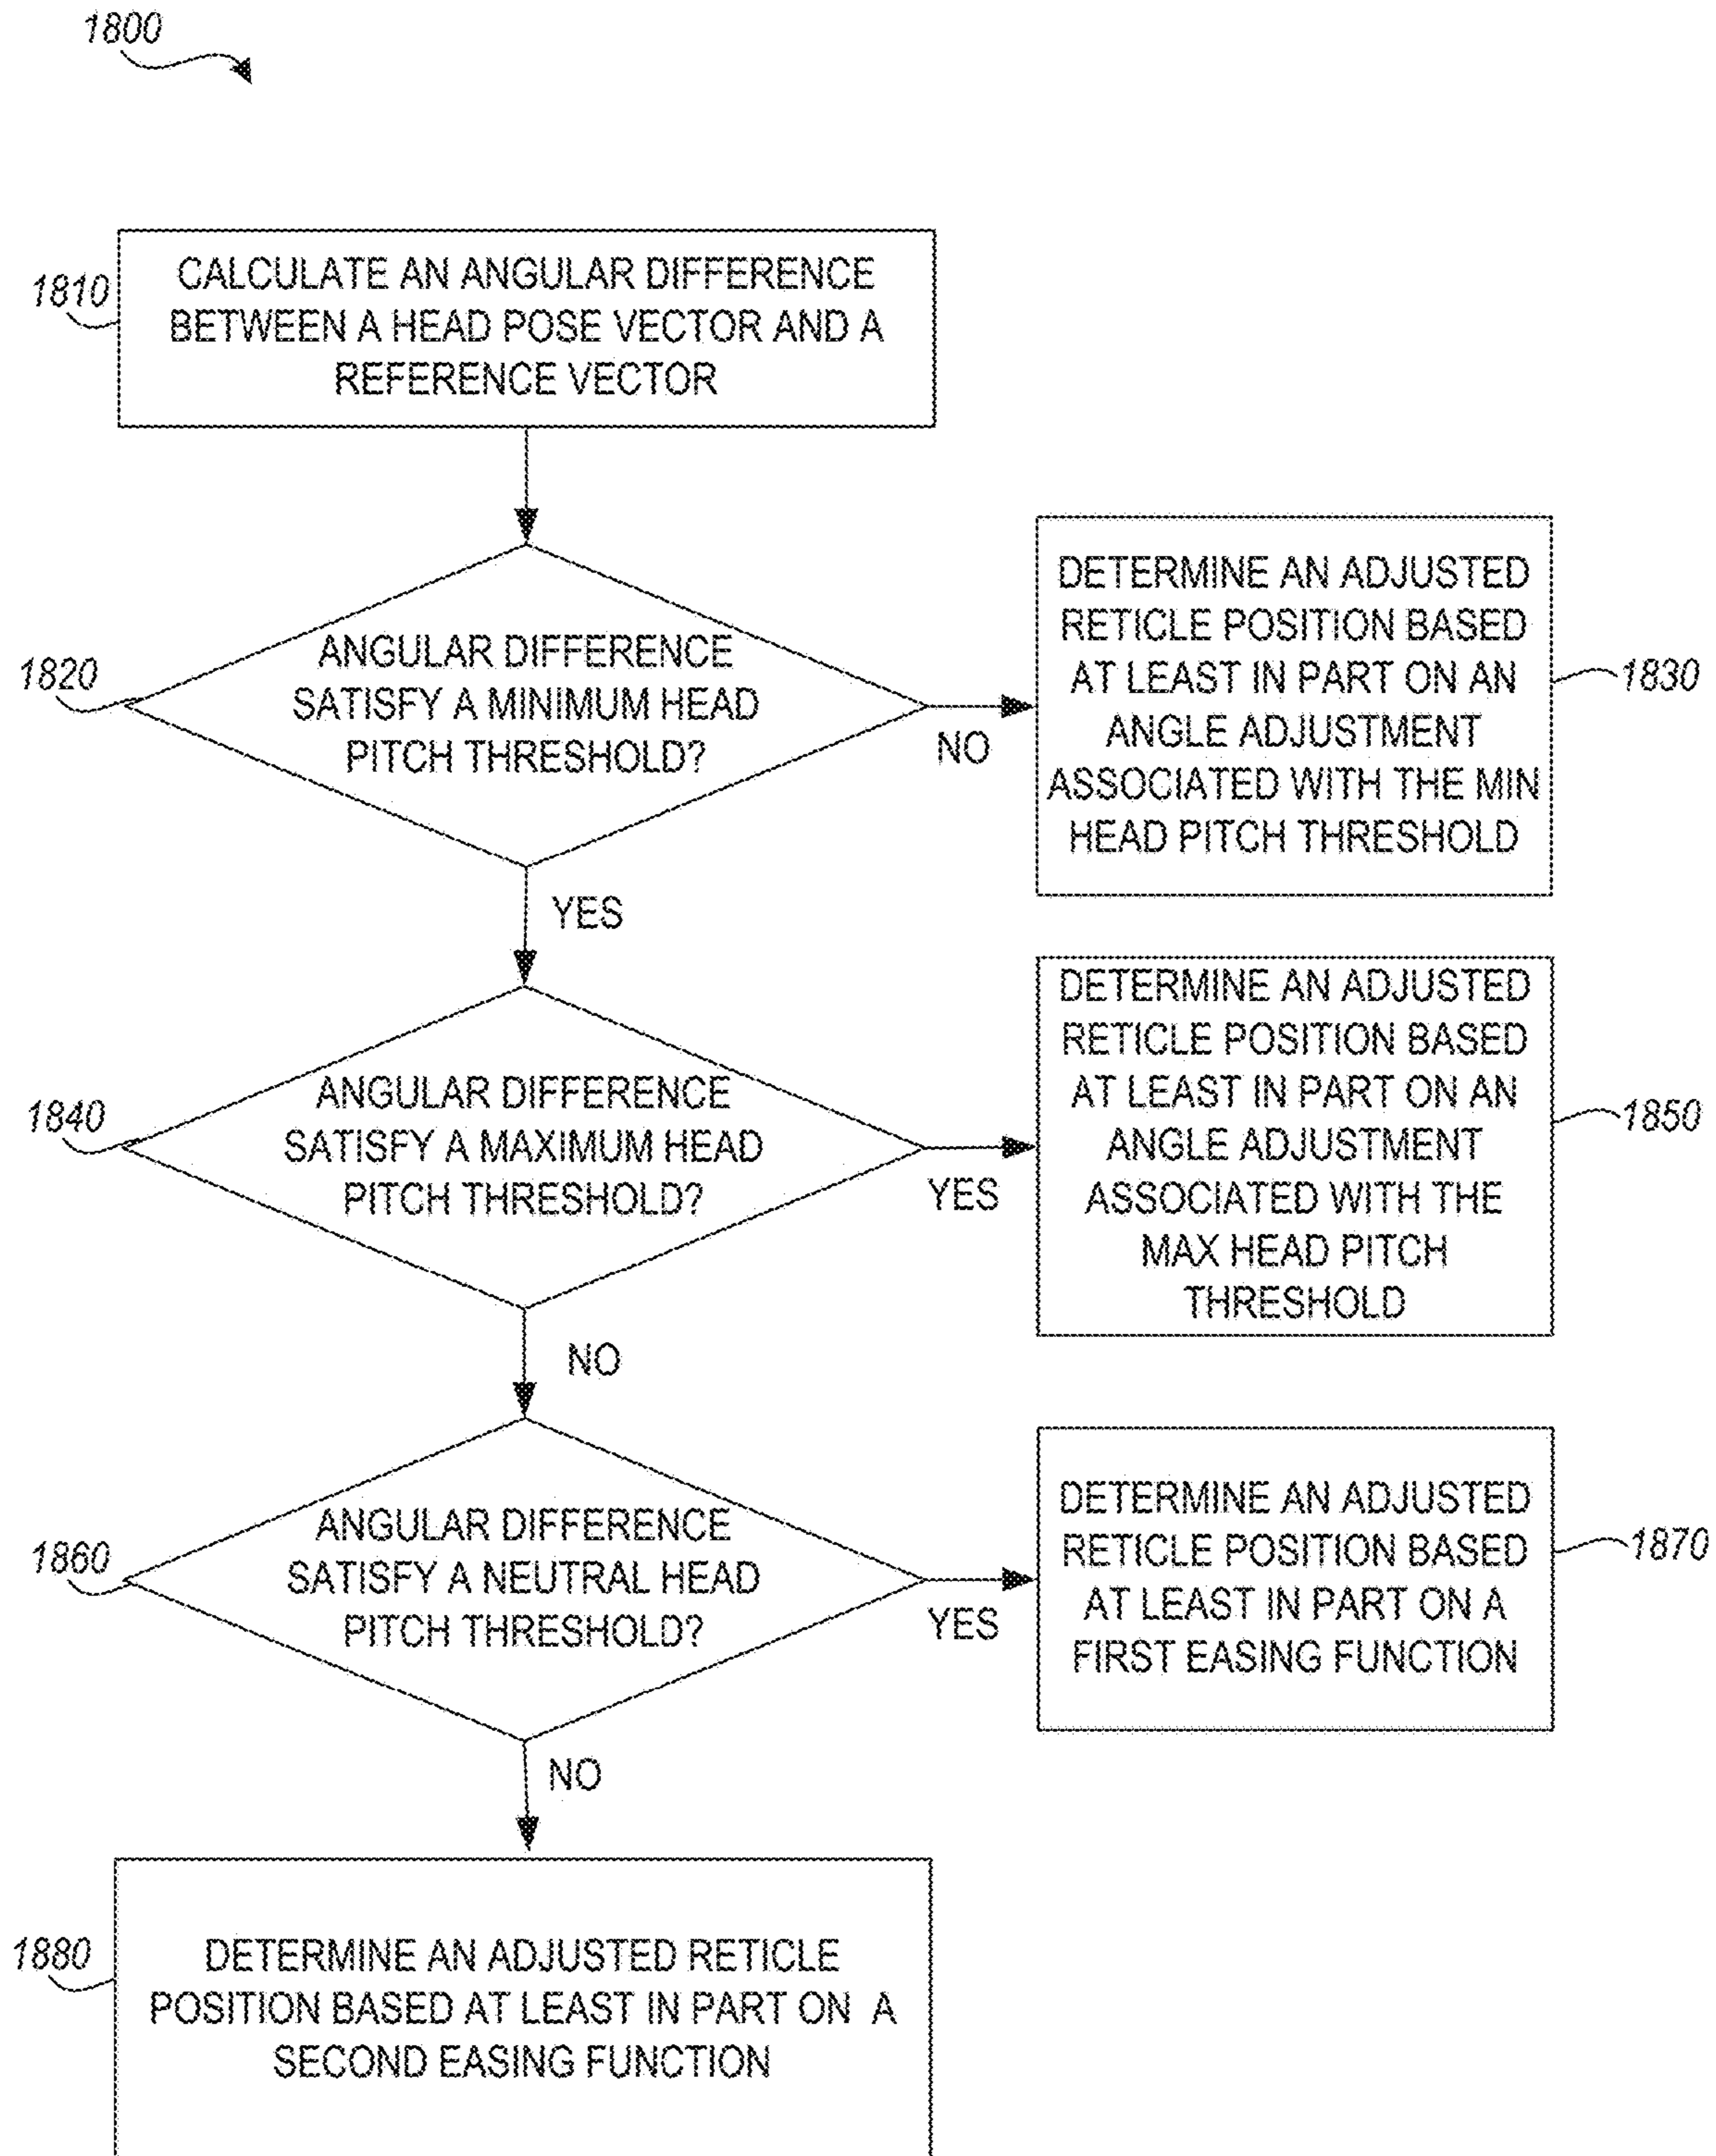 1800
1810
CALCULATE AN ANGULAR DIFFERENCE
BETWEEN A HEAD POSE VECTOR AND A
REFERENCE VECTOR
1820
ANGULAR DIFFERENCE
SATISFY A MINIMUM HEAD
PITCH THRESHOLD?
NO
DETERMINE AN ADJUSTED
RETICLE POSITION BASED
AT LEAST IN PART ON AN
ANGLE ADJUSTMENT
ASSOCIATED WITH THE MIN
HEAD PITCH THRESHOLD
1830
YES
1840
ANGULAR DIFFERENCE
SATISFY A MAXIMUM HEAD
PITCH THRESHOLD?
YES
DETERMINE AN ADJUSTED
RETICLE POSITION BASED
AT LEAST IN PART ON AN
ANGLE ADJUSTMENT
ASSOCIATED WITH THE
MAX HEAD PITCH
THRESHOLD
1850
NO
1860
ANGULAR DIFFERENCE
SATISFY A NEUTRAL HEAD
PITCH THRESHOLD?
YES
DETERMINE AN ADJUSTED
RETICLE POSITION BASED
AT LEAST IN PART ON A
FIRST EASING FUNCTION
1870
NO
1880
DETERMINE AN ADJUSTED RETICLE
POSITION BASED AT LEAST IN PART ON A
SECOND EASING FUNCTION